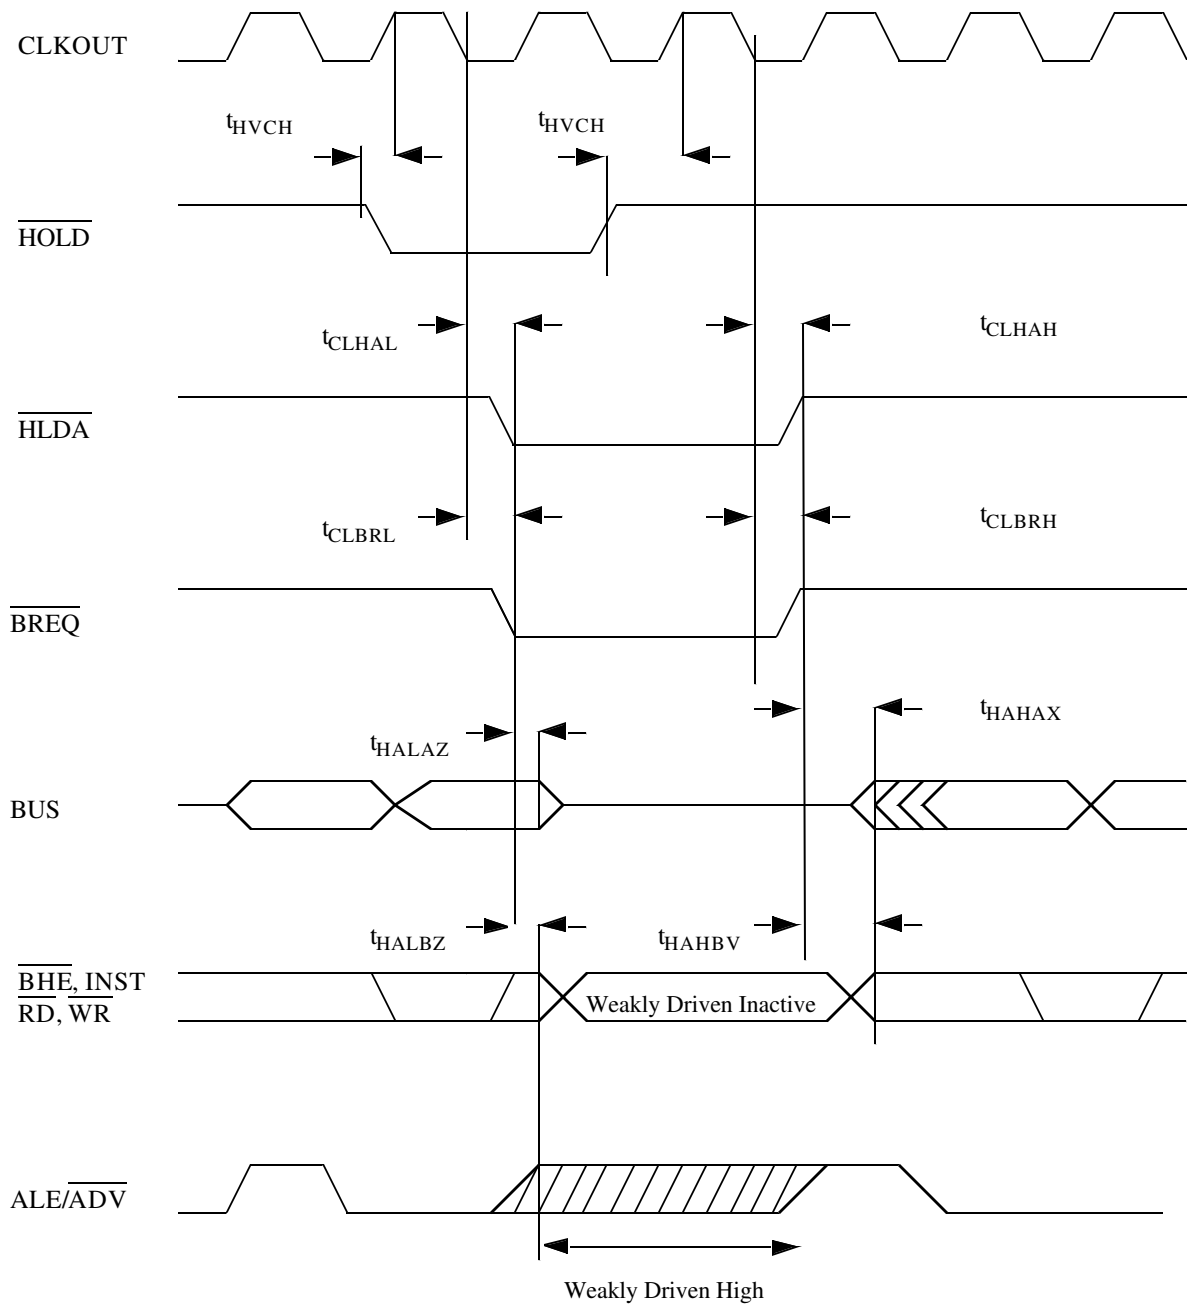 CLKOUT
tHVCH tHVCH
HOLD
tCLHAL tCLHAH
HLDA
tCLBRL tCLBRH
BREQ
tHALAZ tHAHAX
BUS
tHALBZ tHAHBV
BHE, INST
RD, WR
Weakly Driven Inactive
ALE/ADV
Weakly Driven High